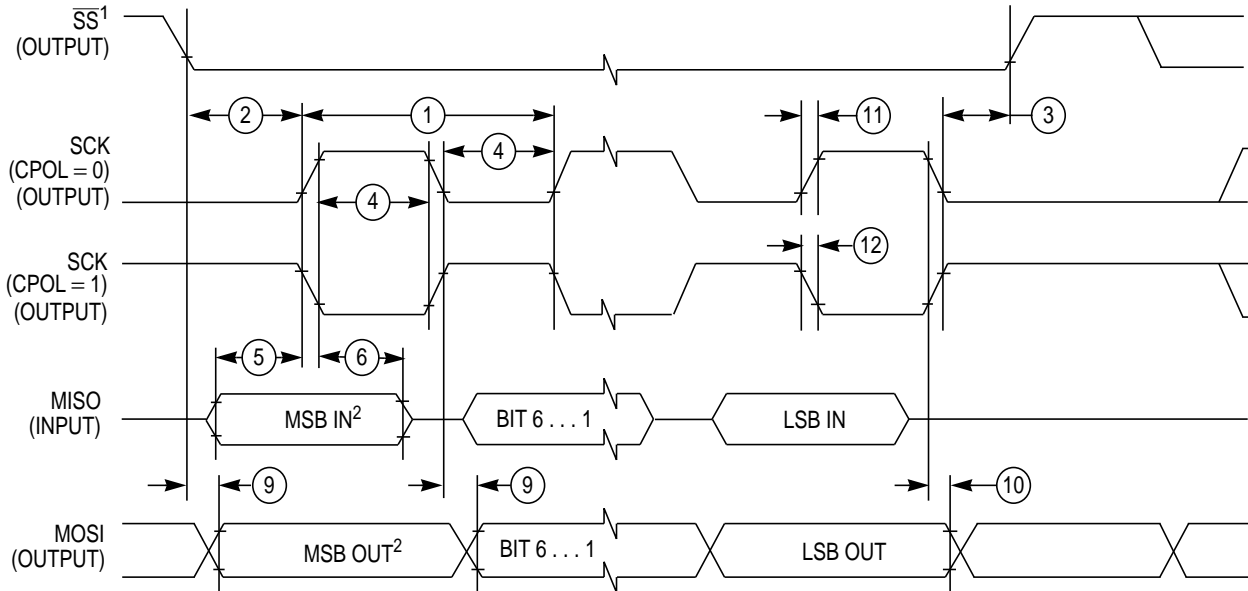 SS¹
(OUTPUT)
2
1
11
3
SCK
(CPOL = 0)
(OUTPUT)
4
4
12
SCK
(CPOL = 1)
(OUTPUT)
5
6
MISO
(INPUT)
MSB IN²
BIT 6 . . . 1
LSB IN
9
9
10
MOSI
(OUTPUT)
MSB OUT²
BIT 6 . . . 1
LSB OUT